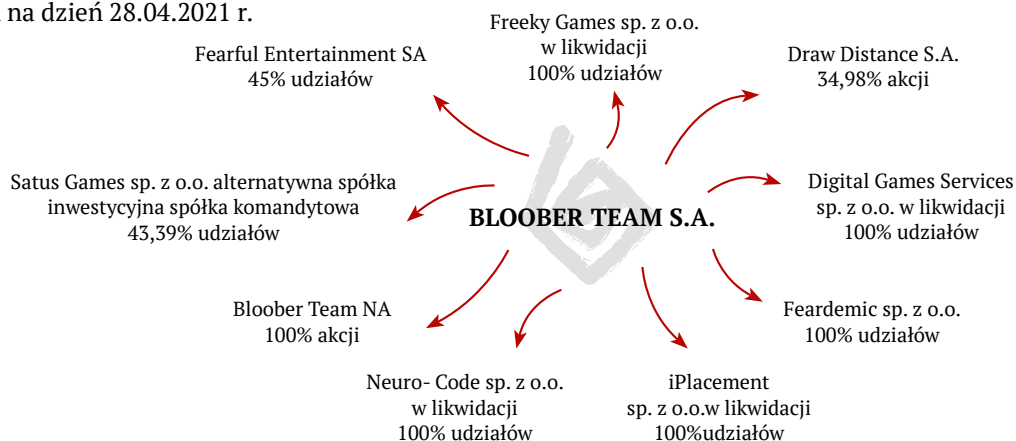 na dzień 28.04.2021 r.
Freeky Games sp. z o.o.
w likwidacji
100% udziałów
Fearful Entertainment SA
45% udziałów
Draw Distance S.A.
34,98% akcji
Satus Games sp. z o.o. alternatywna spółka
inwestycyjna spółka komandytowa
43,39% udziałów
BLOOBER TEAM S.A.
Digital Games Services
sp. z o.o. w likwidacji
100% udziałów
Bloober Team NA
100% akcji
Feardemic sp. z o.o.
100% udziałów
Neuro- Code sp. z o.o.
w likwidacji
100% udziałów
iPlacement
sp. z o.o.w likwidacji
100%udziałów